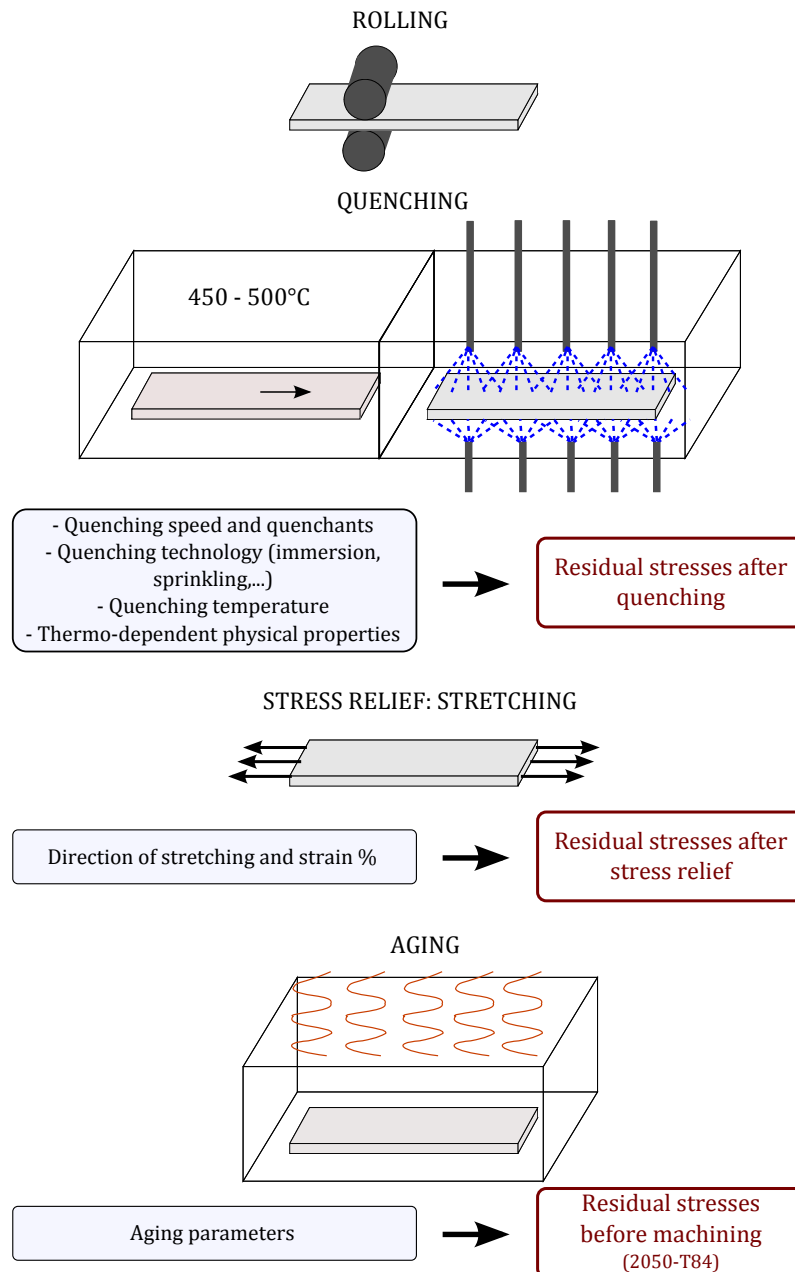 ROLLING
QUENCHING
450 - 500°C
- Quenching speed and quenchants
- Quenching technology (immersion,
sprinkling,...)
- Quenching temperature
- Thermo-dependent physical properties
Residual stresses after
quenching
STRESS RELIEF: STRETCHING
Direction of stretching and strain %
Residual stresses after
stress relief
AGING
Aging parameters
Residual stresses
before machining
(2050-T84)